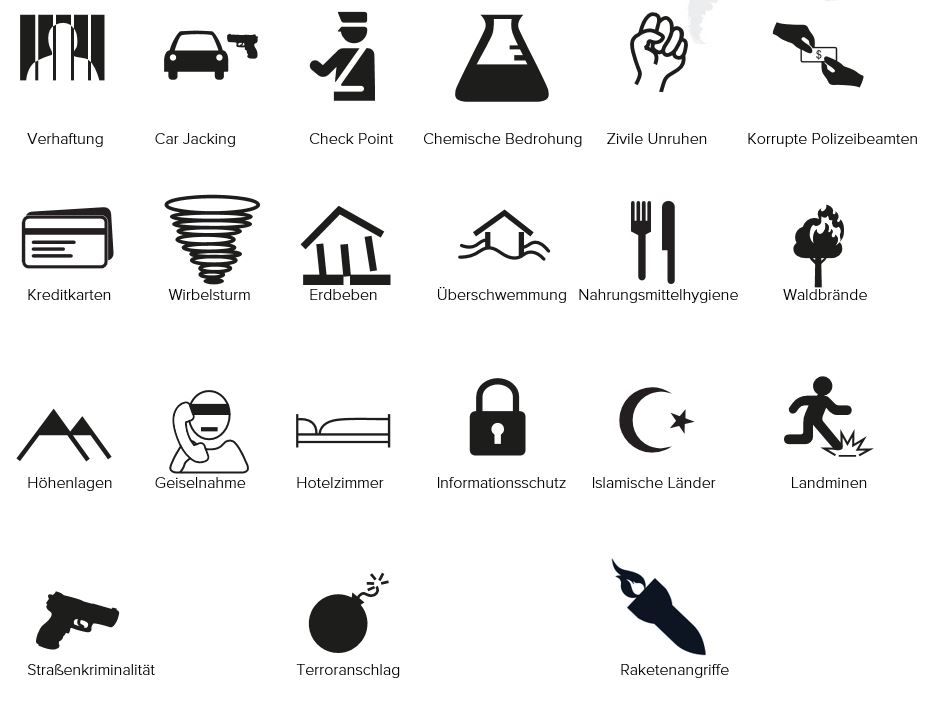 Verhaftung
Car Jacking
Check Point
Chemische Bedrohung
Zivile Unruhen
Korrupte Polizeibeamten
$
Kreditkarten
Wirbelsturm
Erdbeben
Überschwemmung
Nahrungsmittelhygiene
Waldbrände
Höhenlagen
Geiselnahme
Hotelzimmer
Informationsschutz
Islamische Länder
Landminen
Straßenkriminalität
Terroranschlag
Raketenangriffe